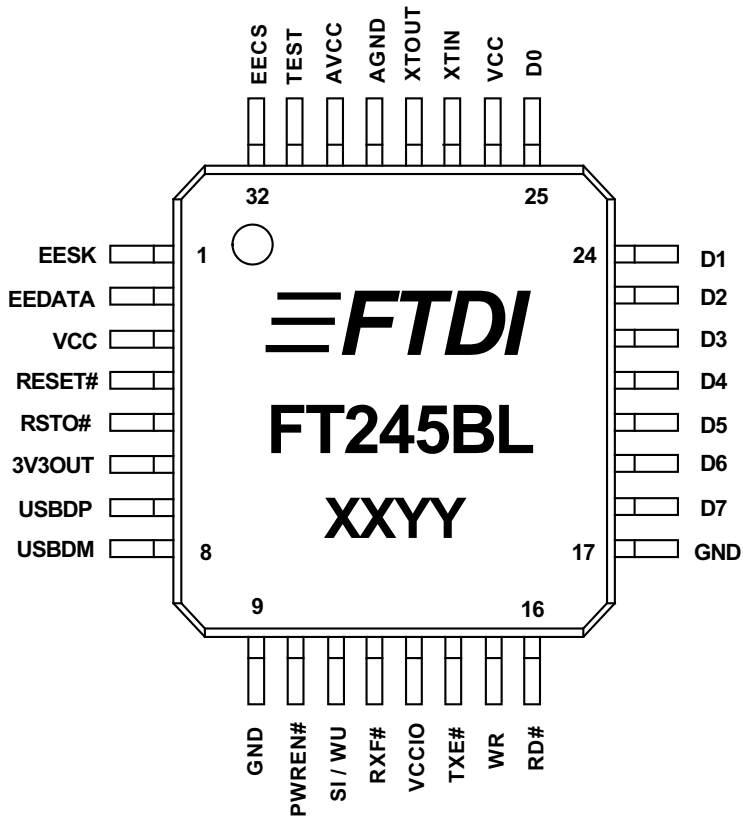 EECS
TEST
AVCC
AGND
XTOUT
XTIN
VCC
D0
32
25
EESK
EEDATA
VCC
RESET#
RSTO#
3V3OUT
USBDP
USBDM
1
8
24
17
FTDI
FT245BL
XXYY
D1
D2
D3
D4
D5
D6
D7
GND
9
16
GND
PWREN#
SI / WU
RXF#
VCCIO
TXE#
WR
RD#